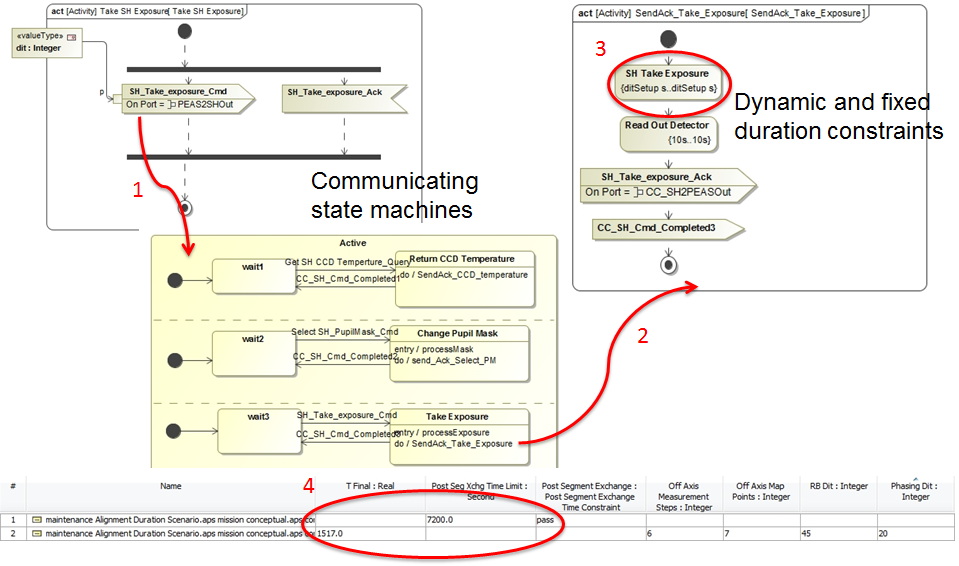 act [Activity] Take SH Exposure[ Take SH Exposure]
«valueType»
dit : Integer
p
SH_Take_exposure_Cmd
On Port = PEAS2SHOut
SH_Take_exposure_Ack
1
Communicating
state machines
act [Activity] SendAck_Take_Exposure[ SendAck_Take_Exposure]
3
SH Take Exposure
{ditSetup s..ditSetup s}
Dynamic and fixed
duration constraints
Read Out Detector
{10s..10s}
SH_Take_exposure_Ack
On Port = CC_SH2PEASOut
CC_SH_Cmd_Completed3
2
Active
wait1
Get SH CCD Temperture_Query
CC_SH_Cmd_Completed1
Return CCD Temperature
do / SendAck_CCD_temperature
wait2
Select SH_PupilMask_Cmd
CC_SH_Cmd_Completed2
Change Pupil Mask
entry / processMask
do / send_Ack_Select_PM
wait3
SH_Take_exposure_Cmd
CC_SH_Cmd_Completed3
Take Exposure
entry / processExposure
do / SendAck_Take_Exposure
4
# Name T Final : Real Post Seq Xchg Time Limit : Second Post Segment Exchange : Post Segment Exchange Time Constraint Off Axis Measurement Steps : Integer Off Axis Map Points : Integer RB Dit : Integer Phasing Dit : Integer
1 maintenance Alignment Duration Scenario.aps mission conceptual.aps 7200.0 pass
2 maintenance Alignment Duration Scenario.aps mission conceptual.aps 1517.0 6 7 45 20